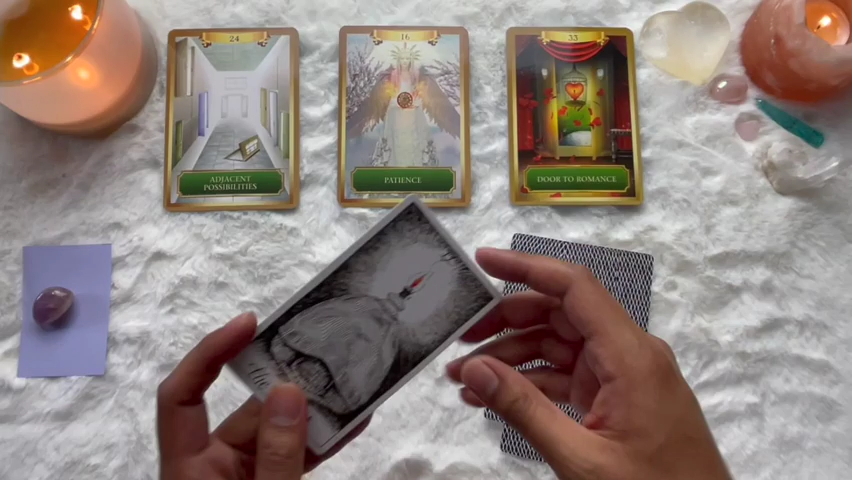 24
ADJACENT
POSSIBILITIES
16
PATIENCE
33
DOOR TO ROMANCE